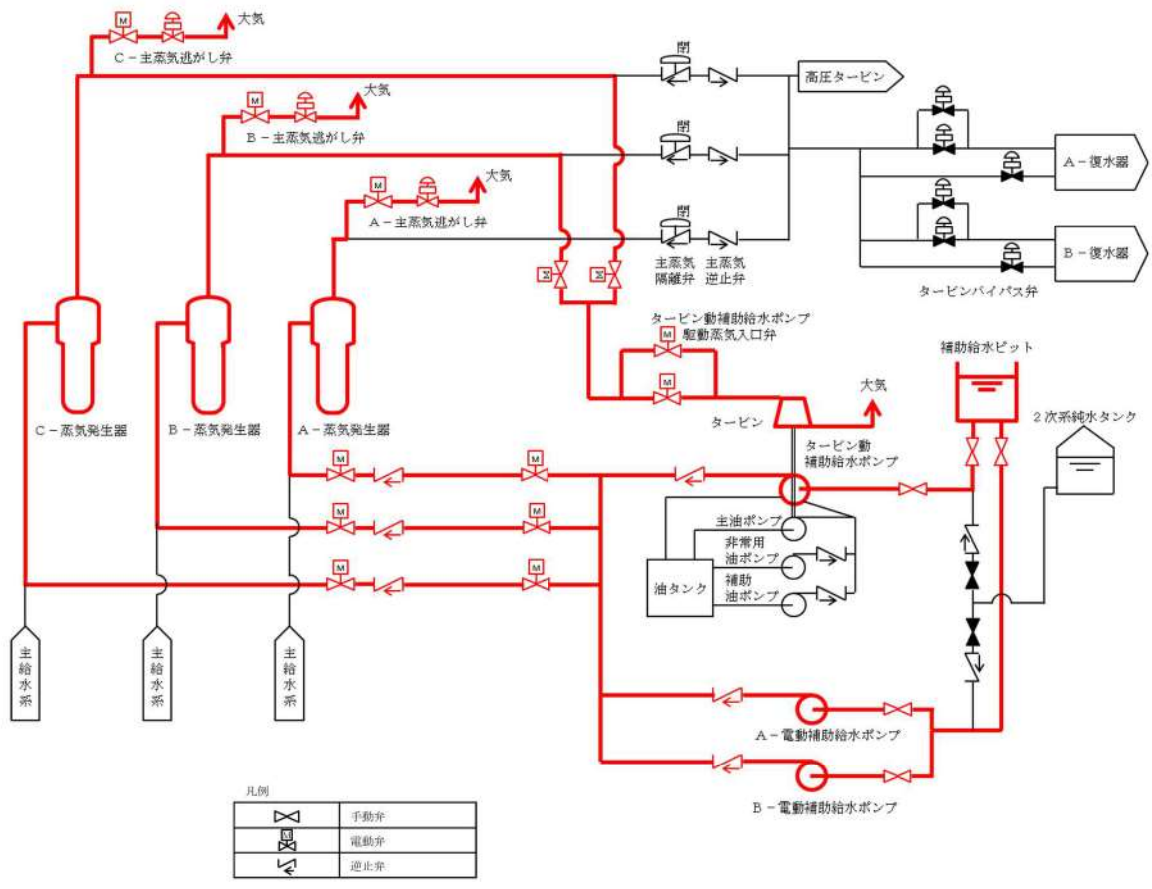 M
大気
C－主蒸気逃がし弁
M
大気
B－主蒸気逃がし弁
M
大気
A－主蒸気逃がし弁
閉
閉
閉
主蒸気
隔離弁
主蒸気
逆止弁
高圧タービン
A－復水器
B－復水器
タービンバイパス弁
M
M
タービン動補助給水ポンプ
駆動蒸気入口弁
M
M
タービン
大気
補助給水ピット
2次系純水タンク
C－蒸気発生器
B－蒸気発生器
A－蒸気発生器
タービン動
補助給水ポンプ
M
M
M
M
M
M
主油ポンプ
非常用
油ポンプ
補助
油ポンプ
油タンク
主給水系
主給水系
主給水系
A－電動補助給水ポンプ
B－電動補助給水ポンプ
凡例
手動弁
M
電動弁
逆止弁